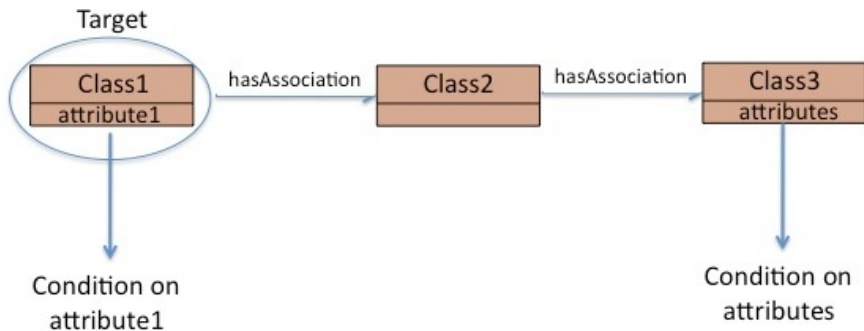 Target
Class1
attribute1
hasAssociation
Class2
hasAssociation
Class3
attributes
Condition on
attribute1
Condition on
attributes